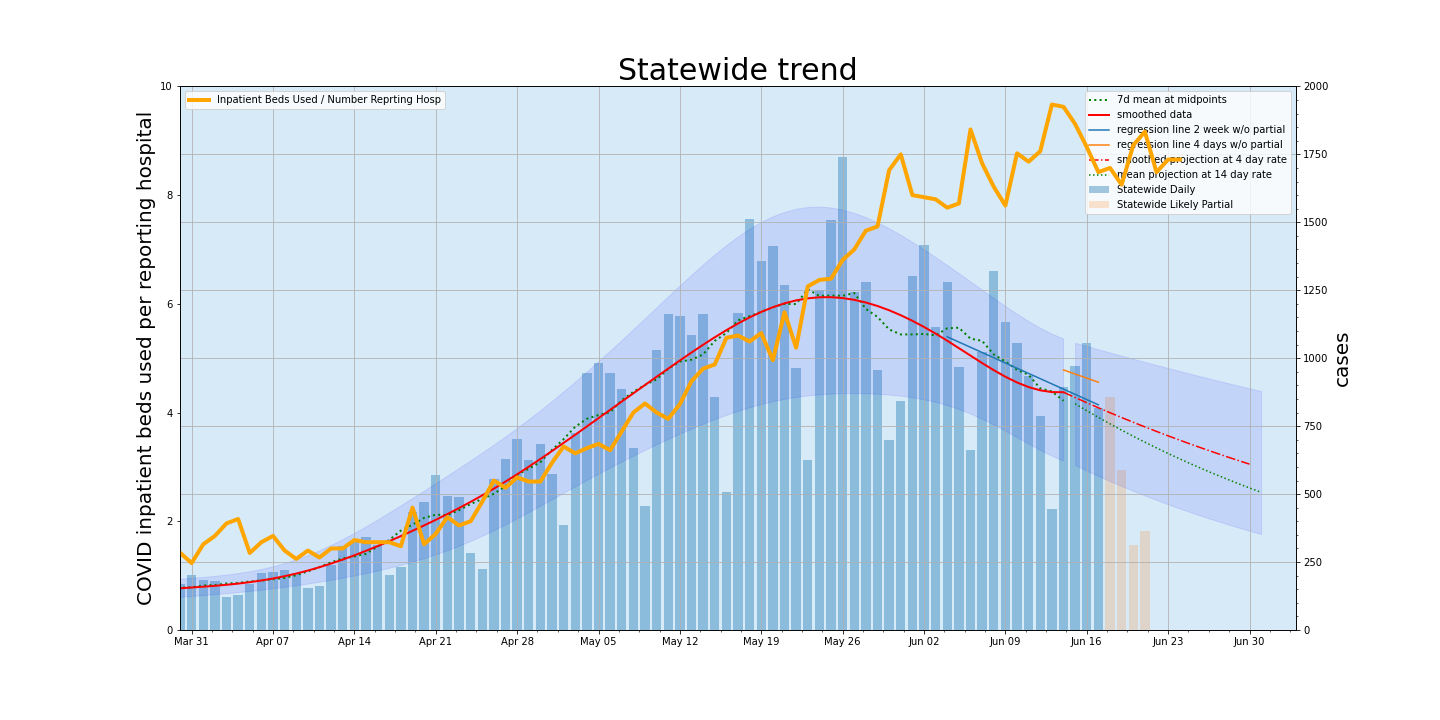 Statewide trend
COVID inpatient beds used per reporting hospital
10
8
6
4
2
0
Inpatient Beds Used / Number Reprting Hosp
7d mean at midpoints
smoothed data
regression line 2 week w/o partial
regression line 4 days w/o partial
smoothed projection at 4 day rate
mean projection at 14 day rate
Statewide Daily
Statewide Likely Partial
2000
1750
1500
1250
1000
750
500
250
0
cases
Mar 31
Apr 07
Apr 14
Apr 21
Apr 28
May 05
May 12
May 19
May 26
Jun 02
Jun 09
Jun 16
Jun 23
Jun 30